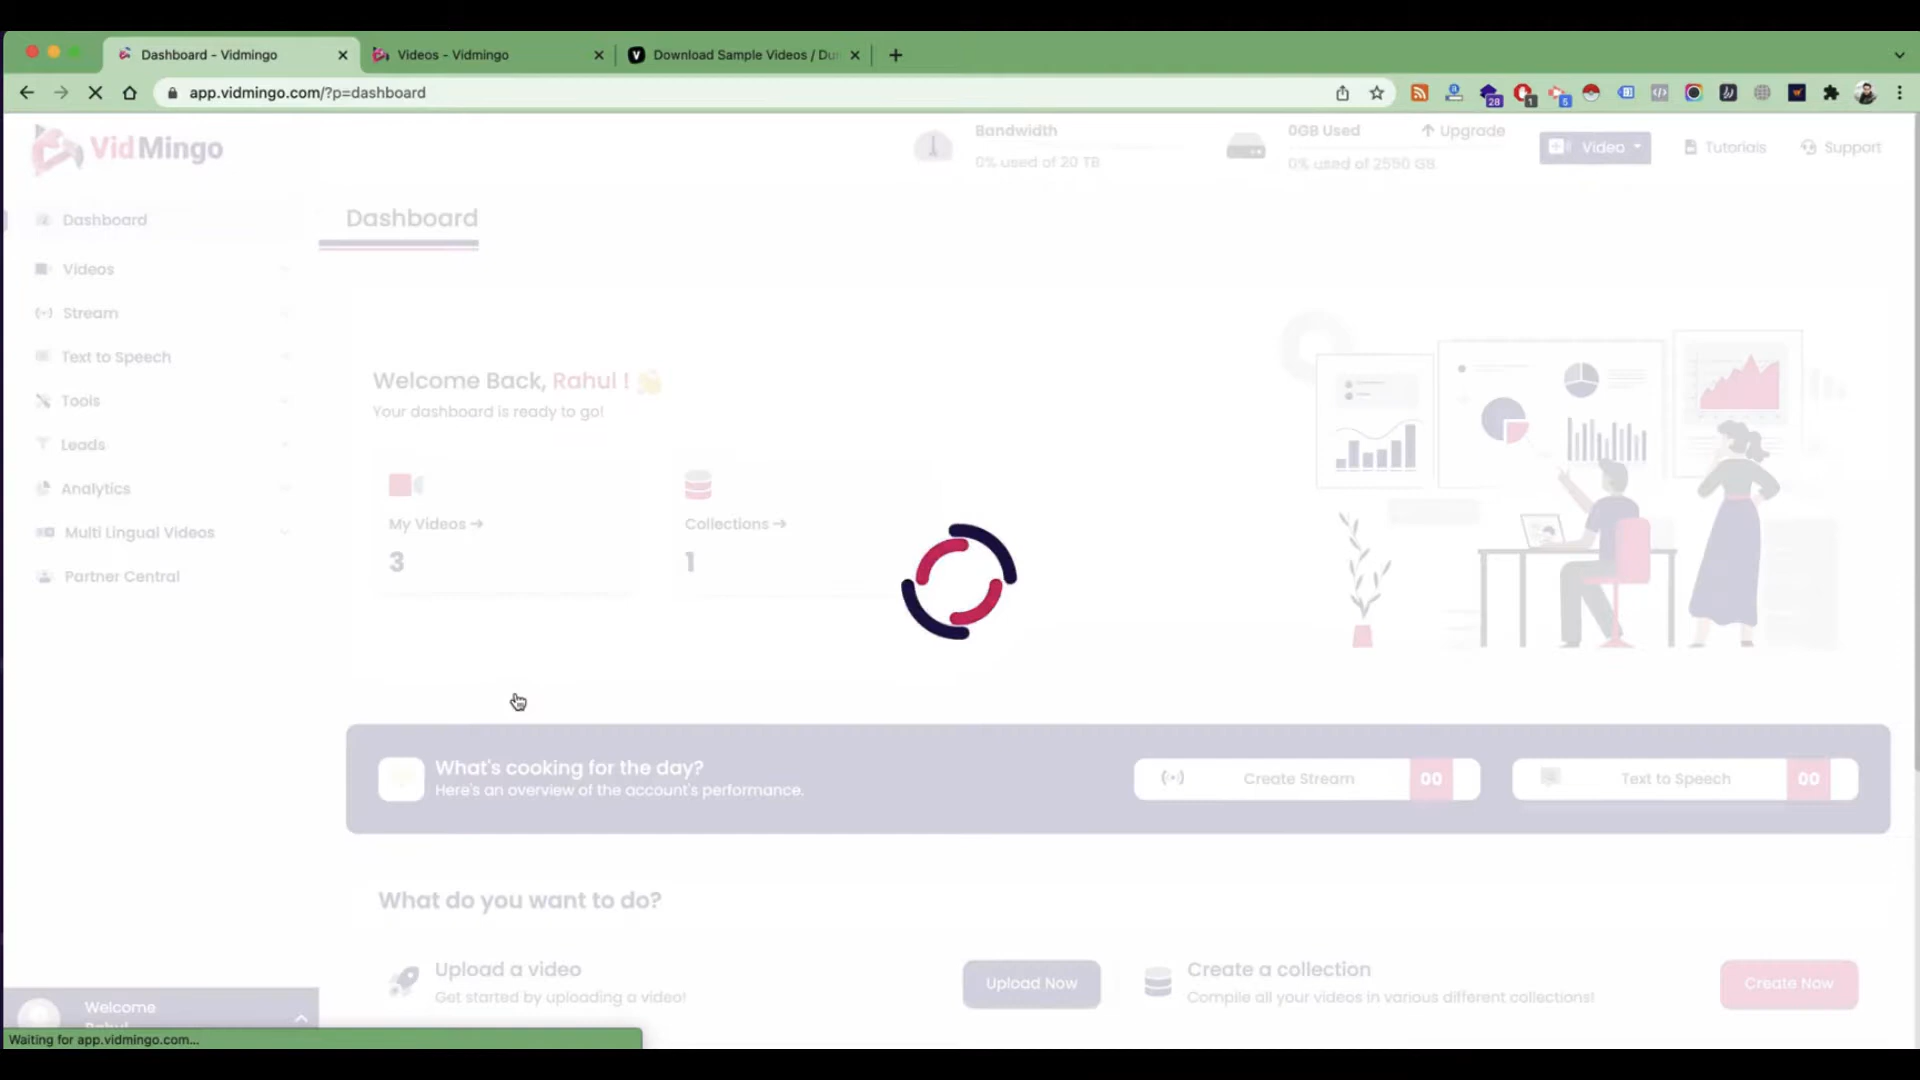 Dashboard - Vidmingo
Videos - Vidmingo
Download Sample Videos / Du
app.vidmingo.com/?p=dashboard
28
1
5
VidMingo
Bandwidth
0% used of 20 TB
0GB Used
Upgrade
0% used of 2550 GB
Video
Tutorials
Support
Dashboard
Videos
Stream
Text to Speech
Tools
Leads
Analytics
Multi Lingual Videos
Partner Central
Dashboard
Welcome Back, Rahul !
Your dashboard is ready to go!
My Videos →
3
Collections →
1
What's cooking for the day?
Here's an overview of the account's performance.
Create Stream
00
Text to Speech
00
What do you want to do?
Upload a video
Get started by uploading a video!
Upload Now
Create a collection
Compile all your videos in various different collections!
Create Now
Welcome
Rahul
Waiting for app.vidmingo.com...